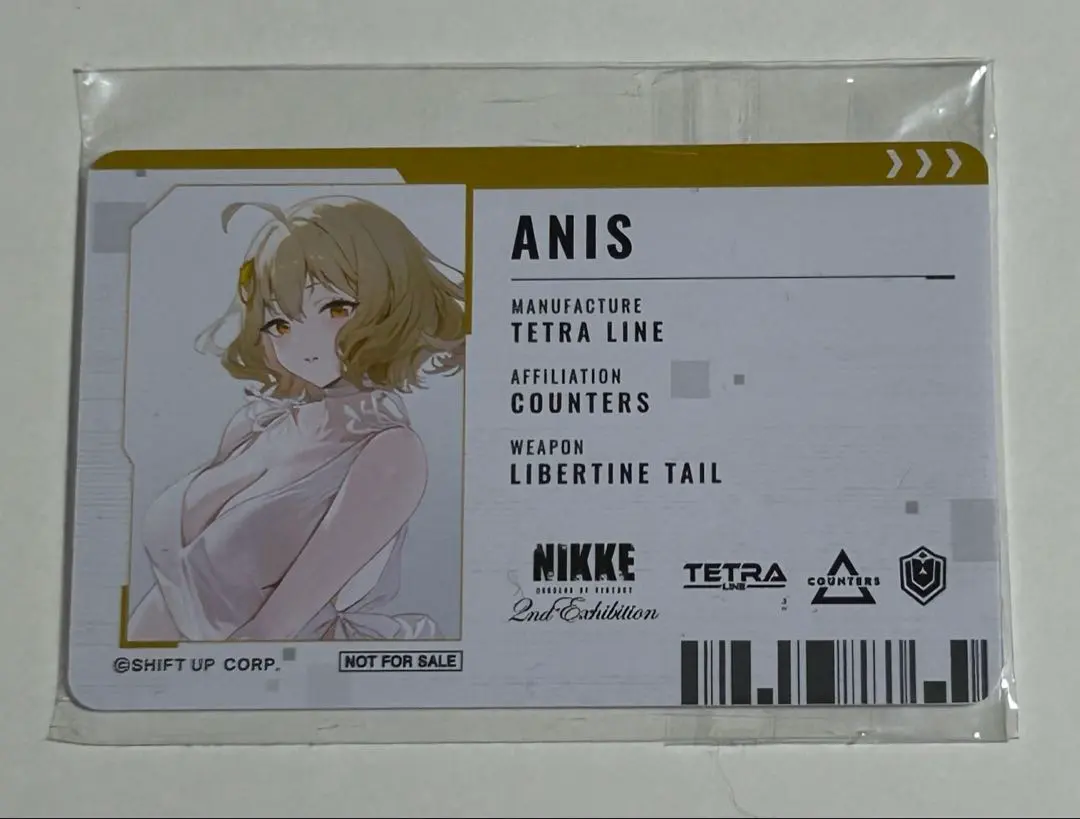 ANIS
MANUFACTURE
TETRA LINE
AFFILIATION
COUNTERS
WEAPON
LIBERTINE TAIL
NIKKE
2nd Exhibition
TETRA
LINE
COUNTERS
©SHIFT UP CORP.
NOT FOR SALE